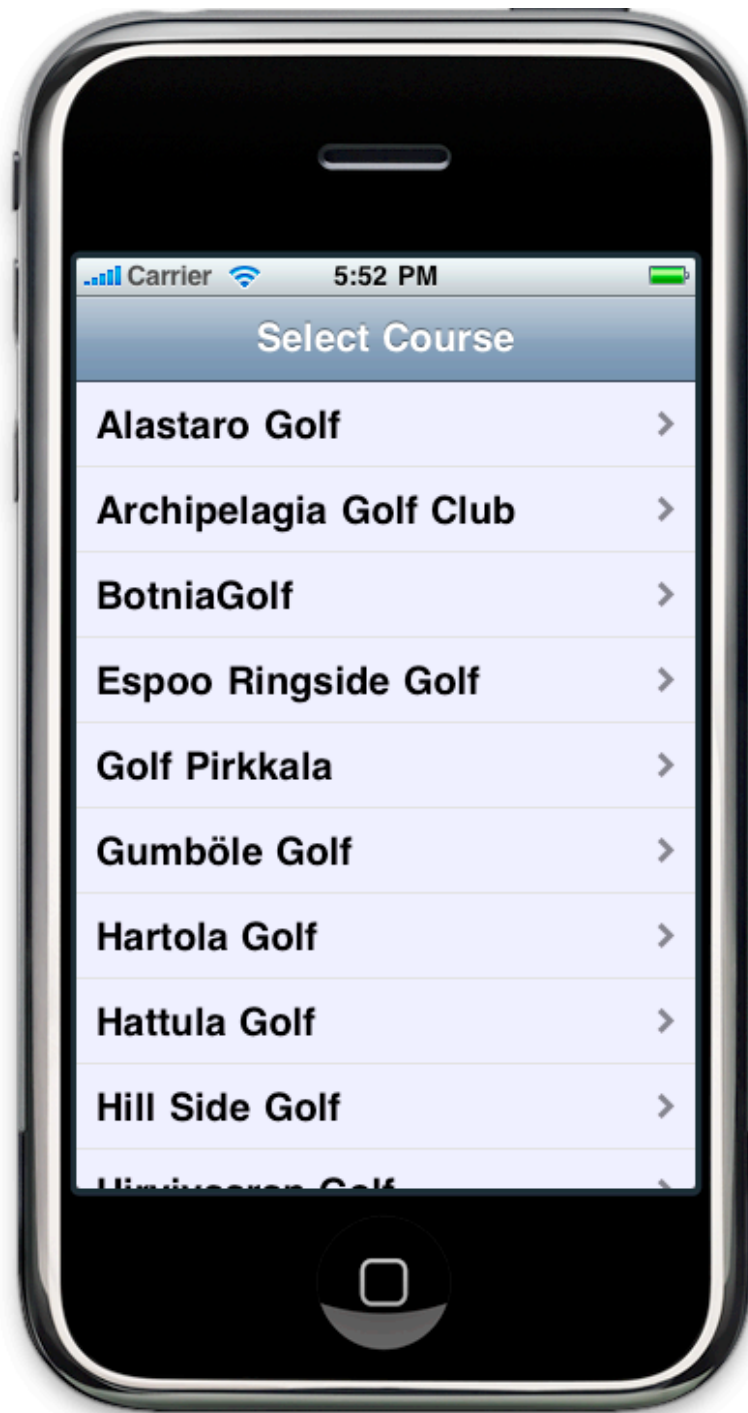 Carrier 5:52 PM
Select Course
Alastaro Golf
Archipelagia Golf Club
BotniaGolf
Espoo Ringside Golf
Golf Pirkkala
Gumböle Golf
Hartola Golf
Hattula Golf
Hill Side Golf
Golf